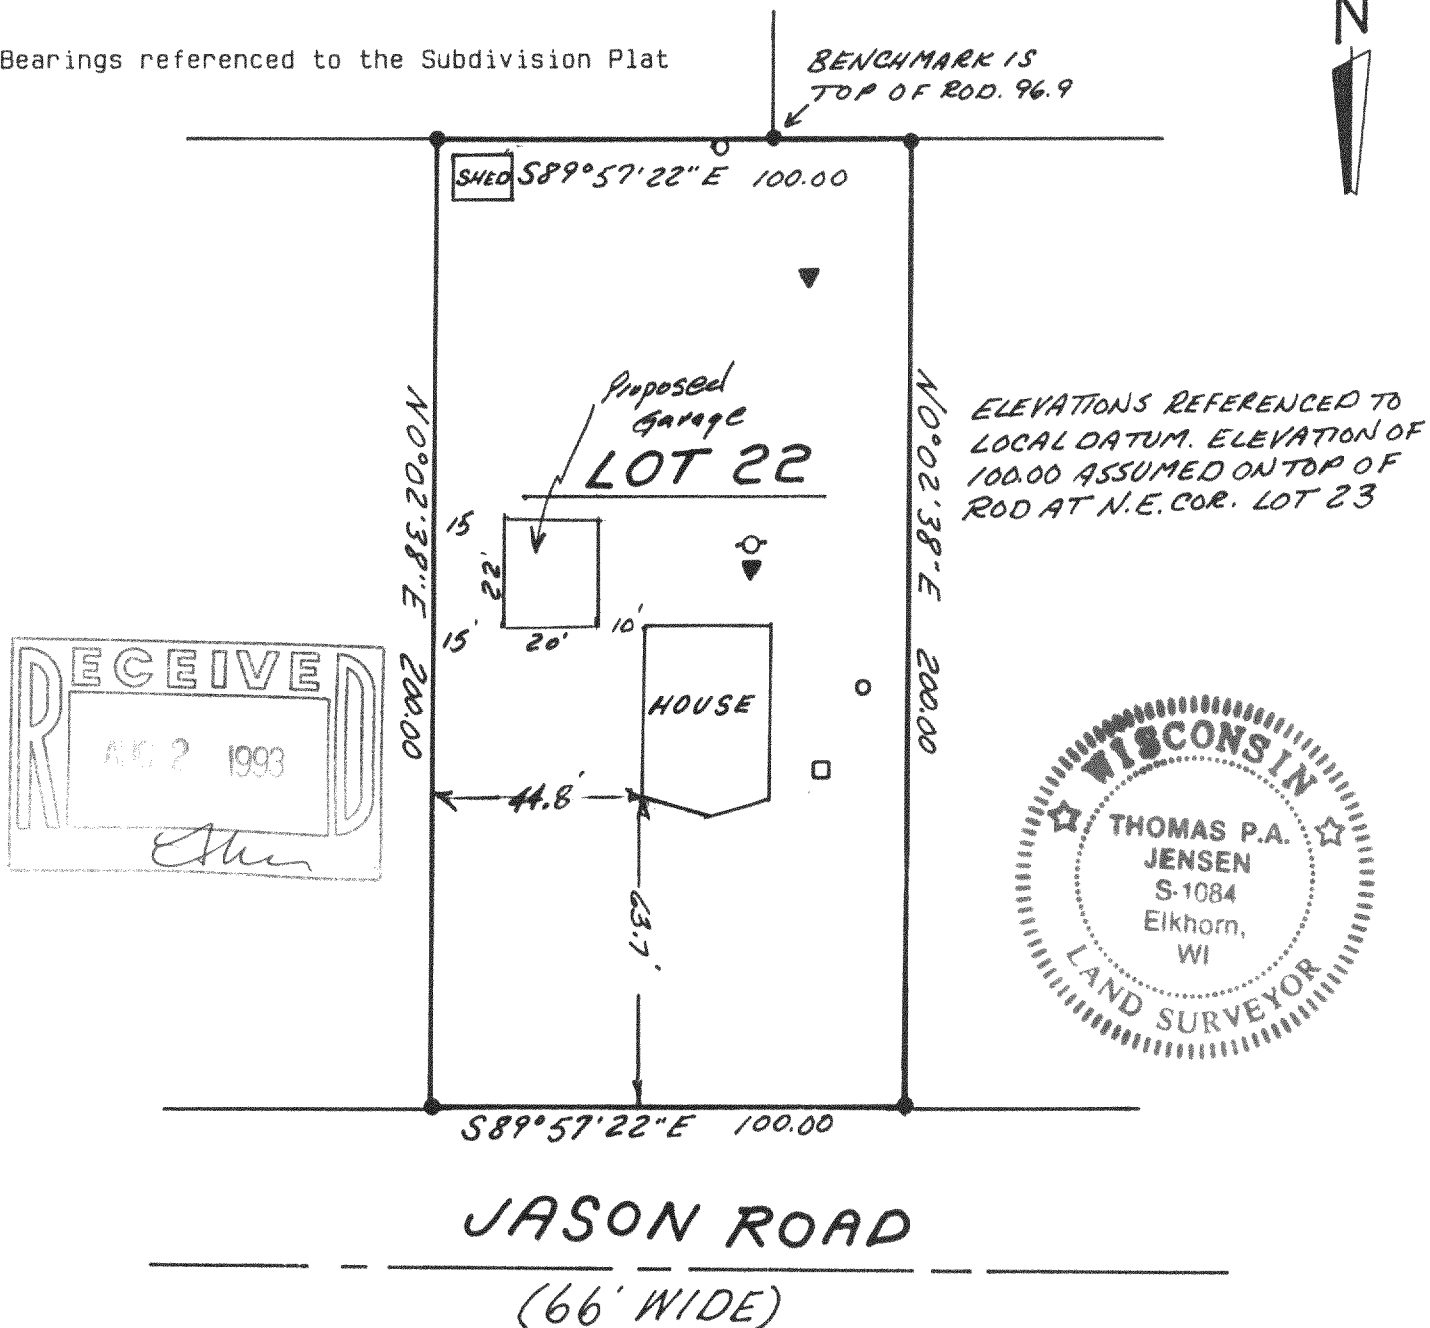 N
Bearings referenced to the Subdivision Plat
BENCHMARK IS
TOP OF ROD. 96.9
SHED
S89°57'22"E 100.00
Proposed
Garage
LOT 22
N0°02'38"E 200.00
N0°02'38"E 200.00
ELEVATIONS REFERENCED TO
LOCAL DATUM. ELEVATION OF
100.00 ASSUMED ON TOP OF
ROD AT N.E. COR. LOT 23
15
22'
15'
20'
10'
HOUSE
44.8'
63.7'
RECEIVED
AUG 2 1993
WISCONSIN
THOMAS P.A.
JENSEN
S-1084
Elkhorn,
WI
LAND SURVEYOR
S89°57'22"E 100.00
JASON ROAD
(66' WIDE)